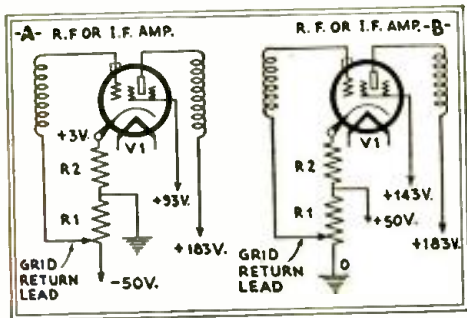 -A- R.F OR I.F. AMP.
+3V.
V1
R2
R1
+93V.
+183V.
GRID
RETURN
LEAD
-50V.
R.F. OR I.F. AMP. -B-
V1
R2
R1
+143V.
+50V.
+183V.
GRID
RETURN
LEAD
0